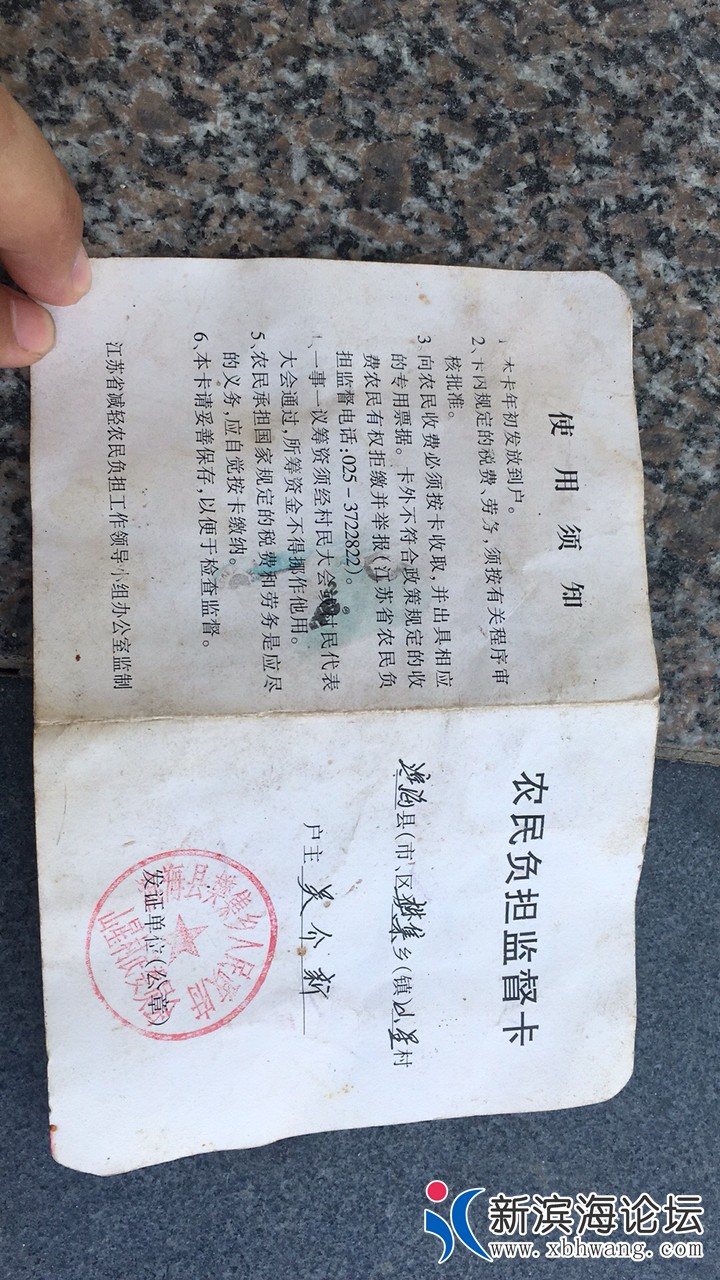 使用须知
1、本卡年初发放到户。
2、卡内规定的税费、劳务，须按有关程序审
核批准。
3、向农民收费必须按卡收取，并出具相应
的专用票据。卡外不符合政策规定的收
费农民有权拒缴并举报(江苏省农民负
担监督电话:025-3722822)。
、一事一议筹资须经村民大会或村民代表
大会通过，所筹资金不得挪作他用。
5、农民承担国家规定的税费和劳务是应尽
的义务，应自觉按卡缴纳。
6、本卡请妥善保存，以便于检查监督。
江苏省减轻农民负担工作领导小组办公室监制
农民负担监督卡
滨海县(市、区樊集乡(镇)村
户主 吴介
发证单位(公章)
海县樊集乡人民
新滨海论坛
www.xbhwang.com